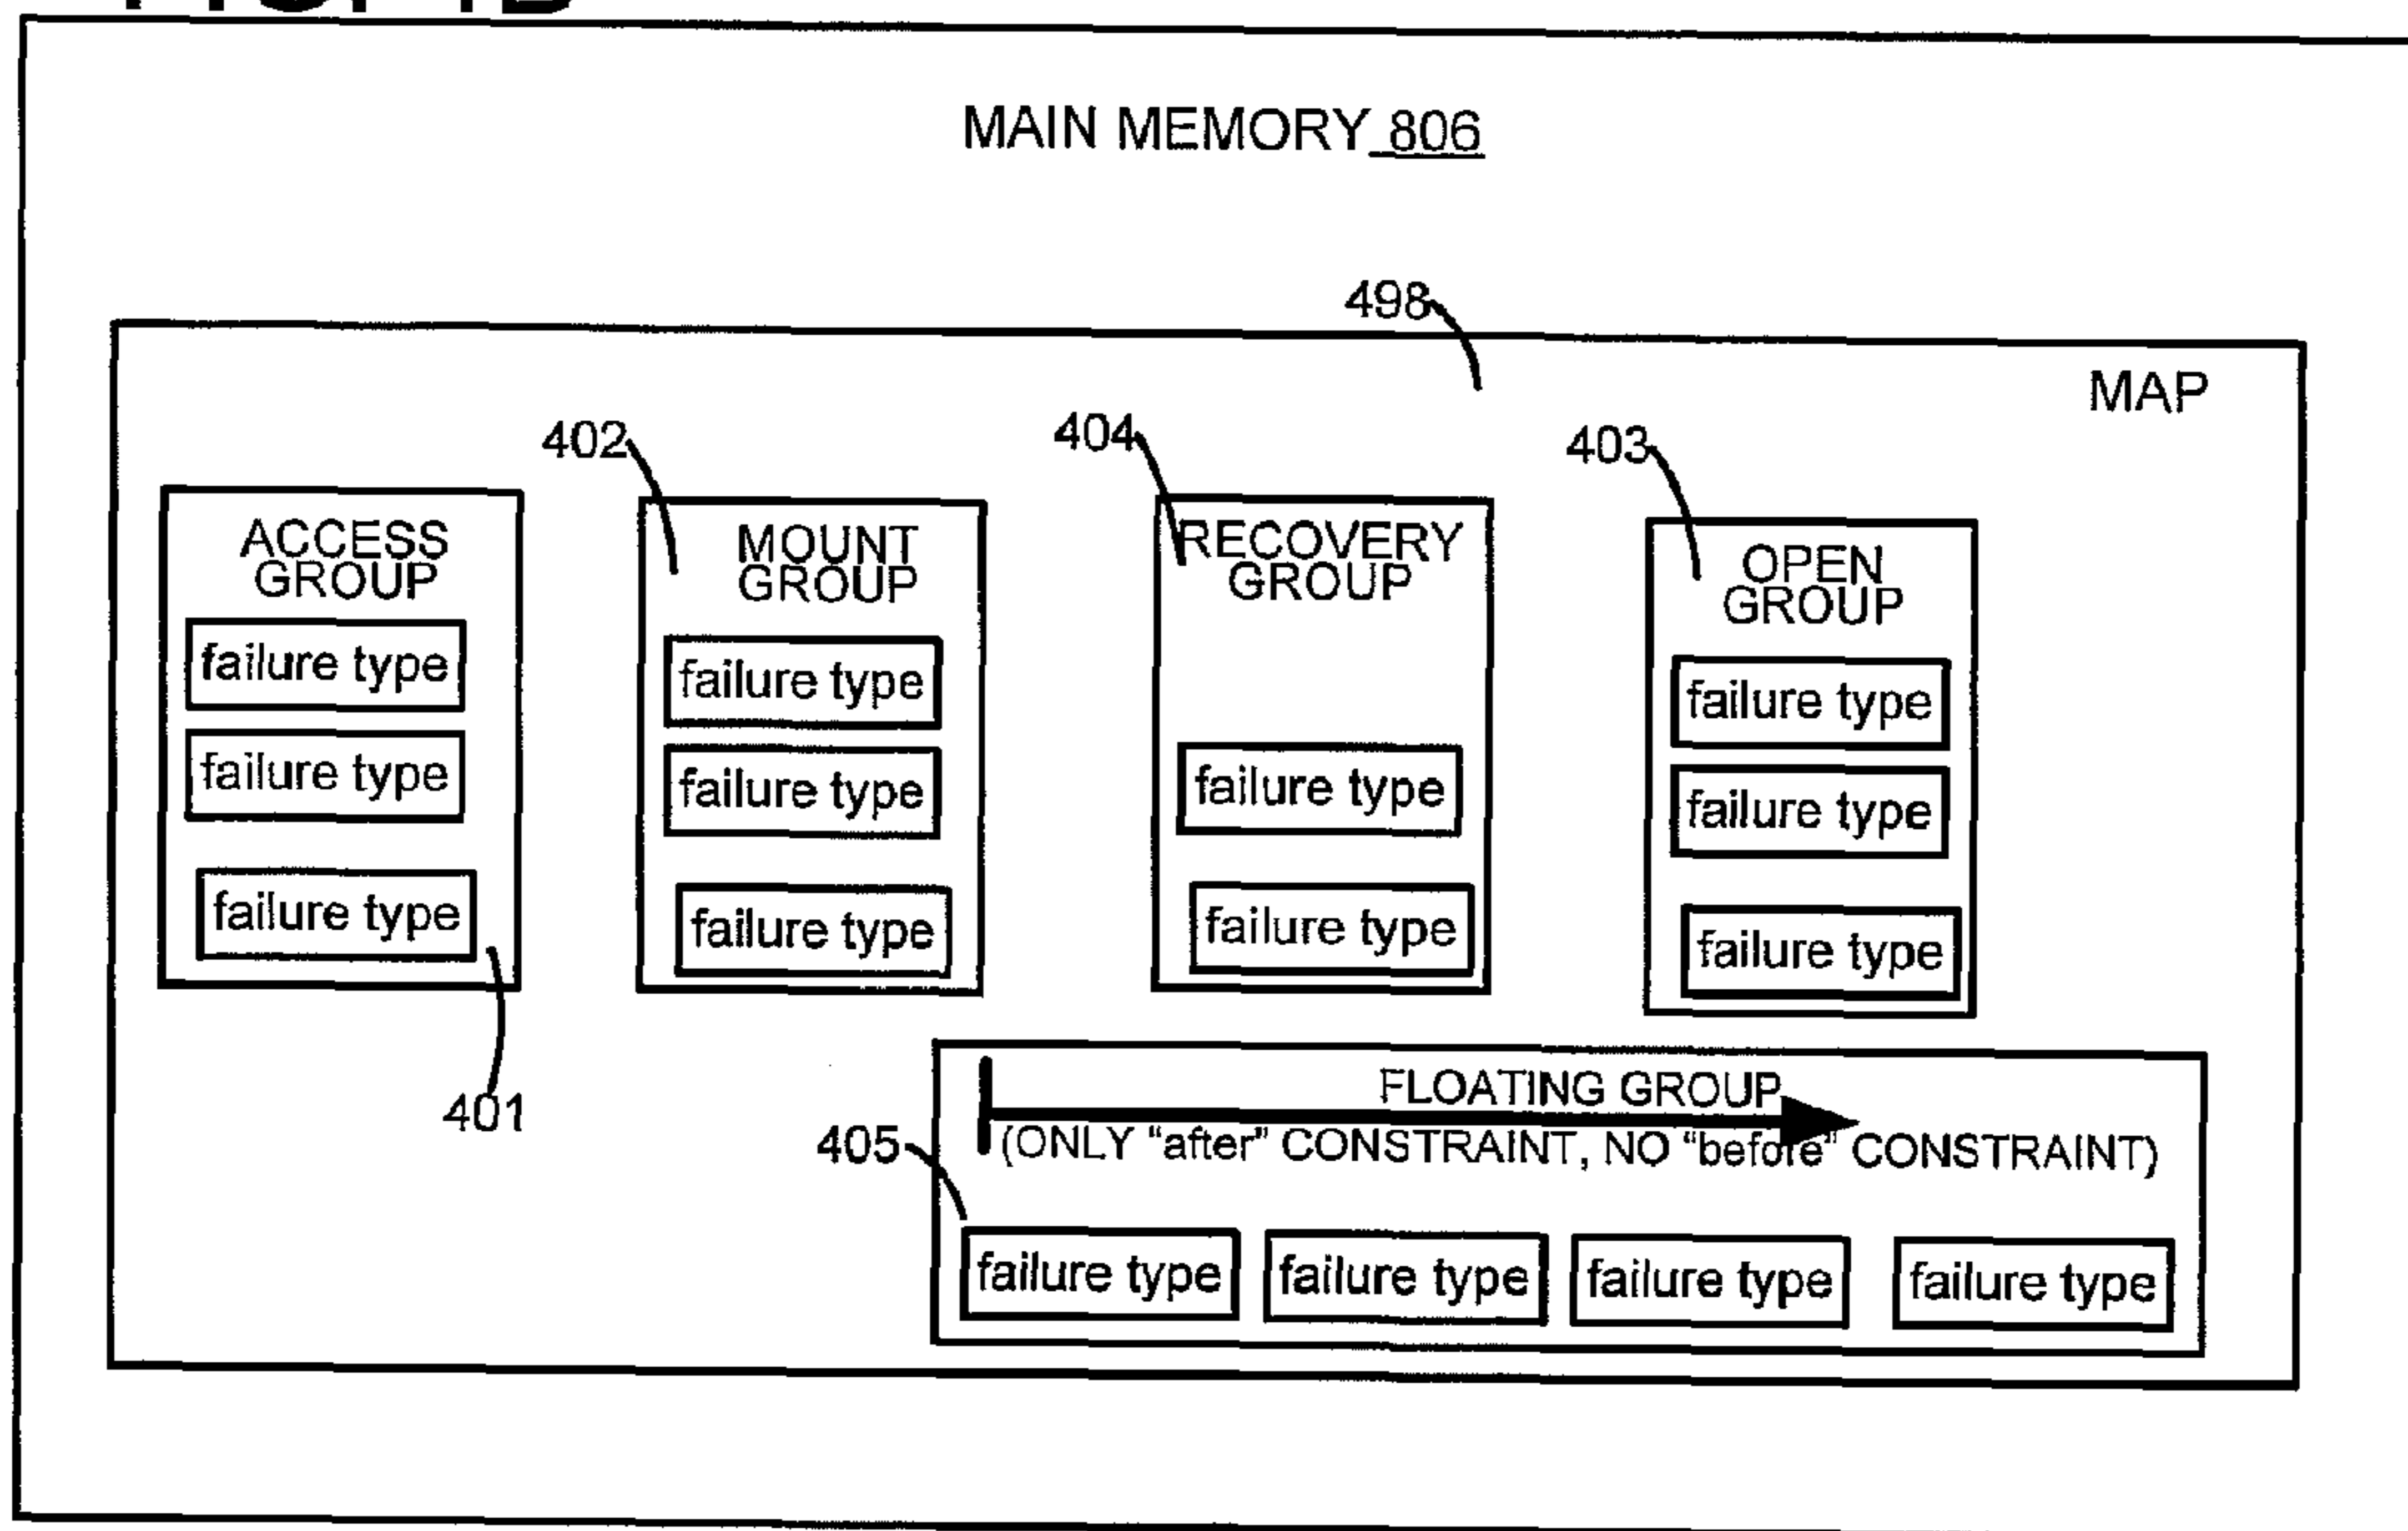 MAIN MEMORY 806
498
MAP
402
404
403
ACCESS
GROUP
failure type
failure type
failure type
401
MOUNT
GROUP
failure type
failure type
failure type
RECOVERY
GROUP
failure type
failure type
OPEN
GROUP
failure type
failure type
failure type
FLOATING GROUP
405
(ONLY “after” CONSTRAINT, NO “before” CONSTRAINT)
failure type failure type failure type failure type